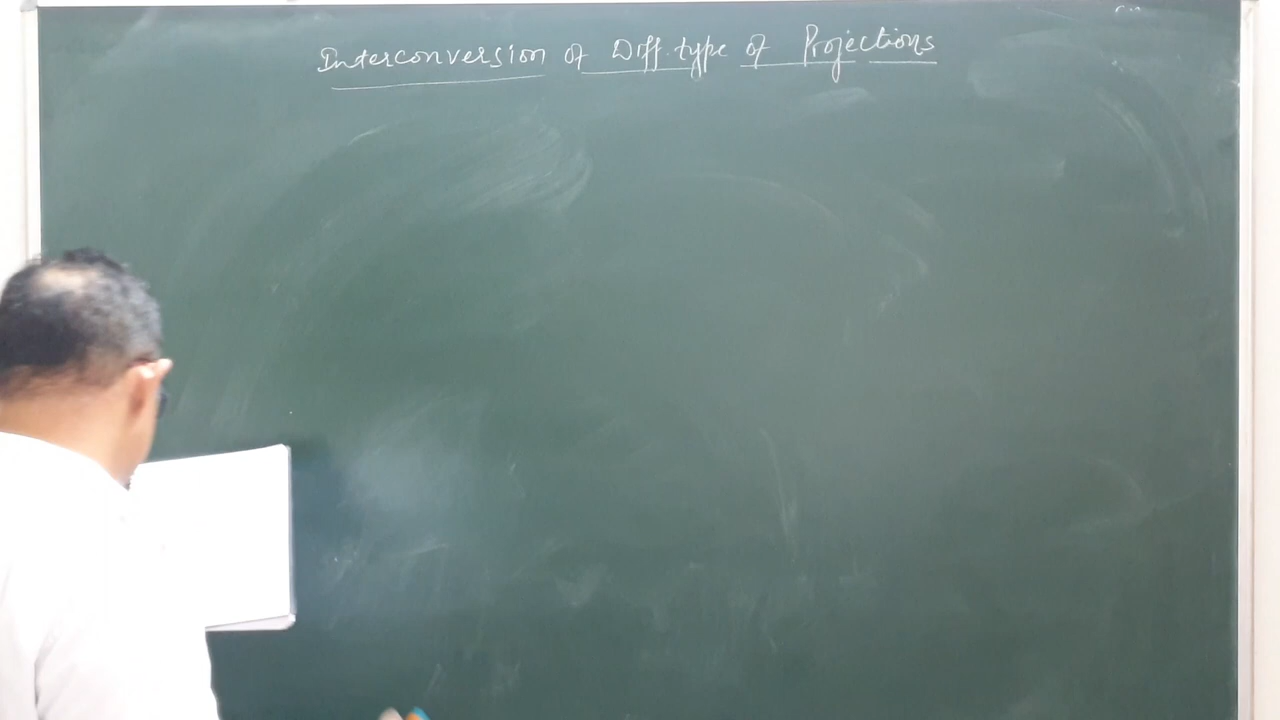 Interconversion of Diff. type of Projections